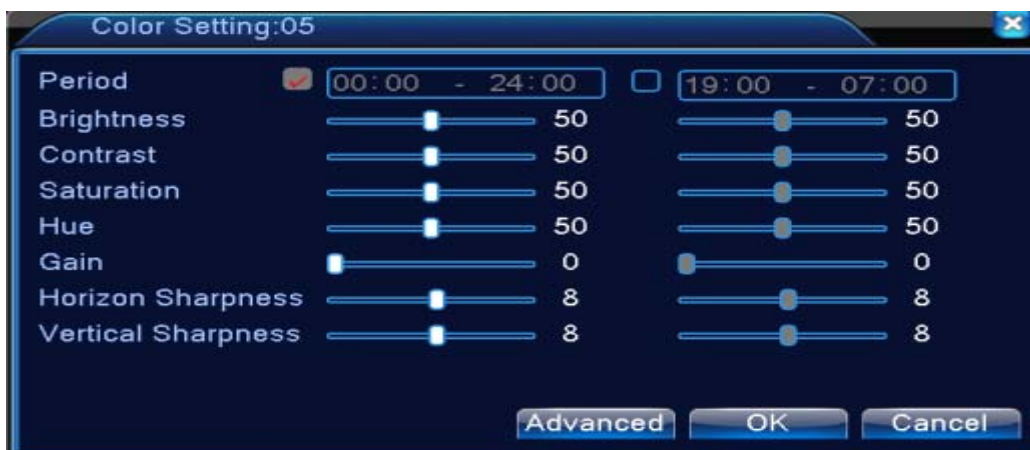 Color Setting:05
Period 00:00 - 24:00 19:00 - 07:00
Brightness 50 50
Contrast 50 50
Saturation 50 50
Hue 50 50
Gain 0 0
Horizon Sharpness 8 8
Vertical Sharpness 8 8
Advanced OK Cancel